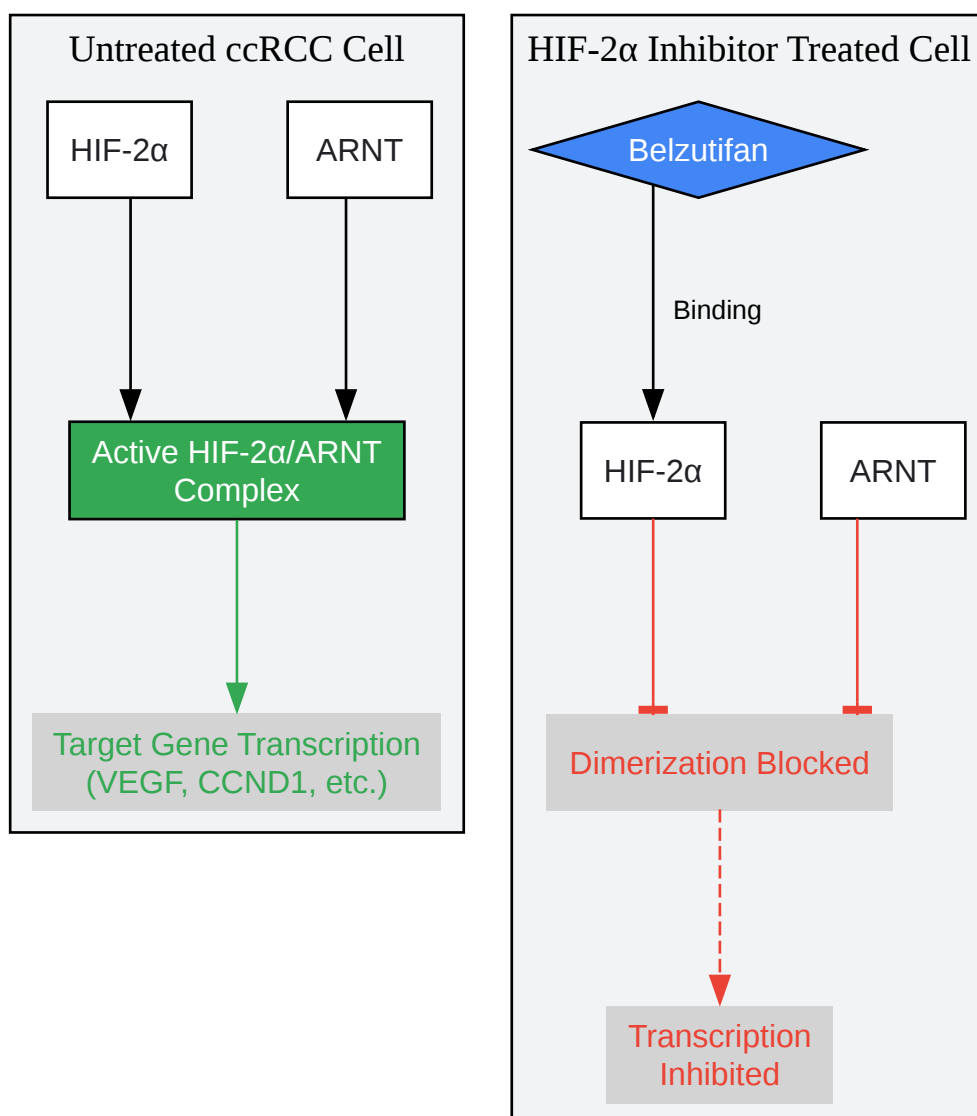 Untreated ccRCC Cell
HIF-2α
ARNT
Active HIF-2α/ARNT
Complex
Target Gene Transcription
(VEGF, CCND1, etc.)
HIF-2α Inhibitor Treated Cell
Belzutifan
Binding
HIF-2α
ARNT
Dimerization Blocked
Transcription
Inhibited